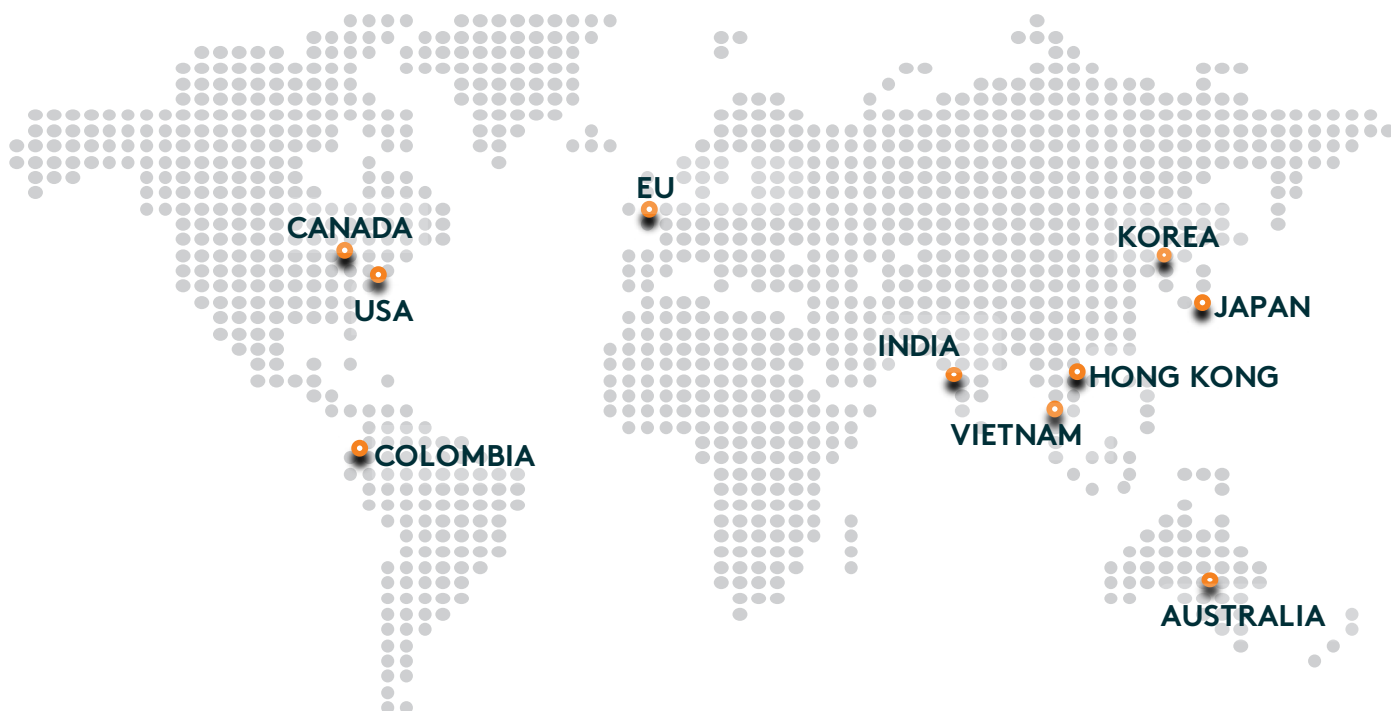 EU
CANADA
KOREA
USA
JAPAN
INDIA
HONG KONG
VIETNAM
COLOMBIA
AUSTRALIA